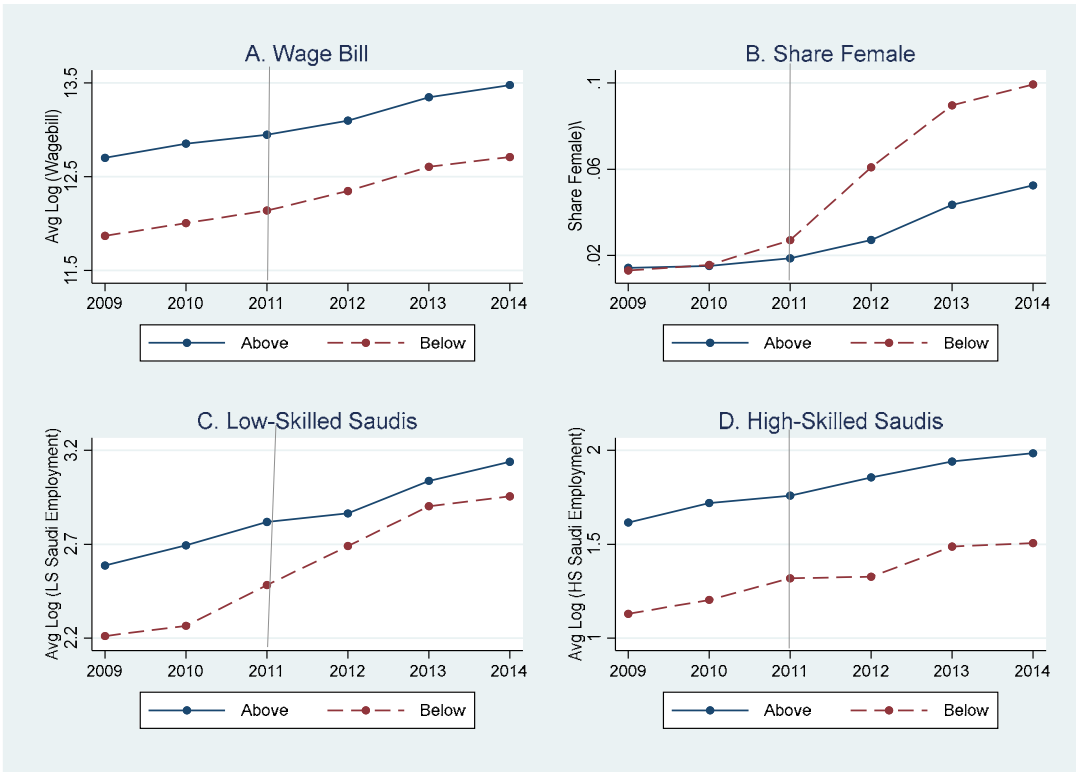 A. Wage Bill
Avg Log (Wagebill)
13.5
12.5
11.5
2009 2010 2011 2012 2013 2014
Above Below
B. Share Female
Share Female)\
.1
.06
.02
2009 2010 2011 2012 2013 2014
Above Below
C. Low-Skilled Saudis
Avg Log (LS Saudi Employment)
3.2
2.7
2.2
2009 2010 2011 2012 2013 2014
Above Below
D. High-Skilled Saudis
Avg Log (HS Saudi Employment)
2
1.5
1
2009 2010 2011 2012 2013 2014
Above Below